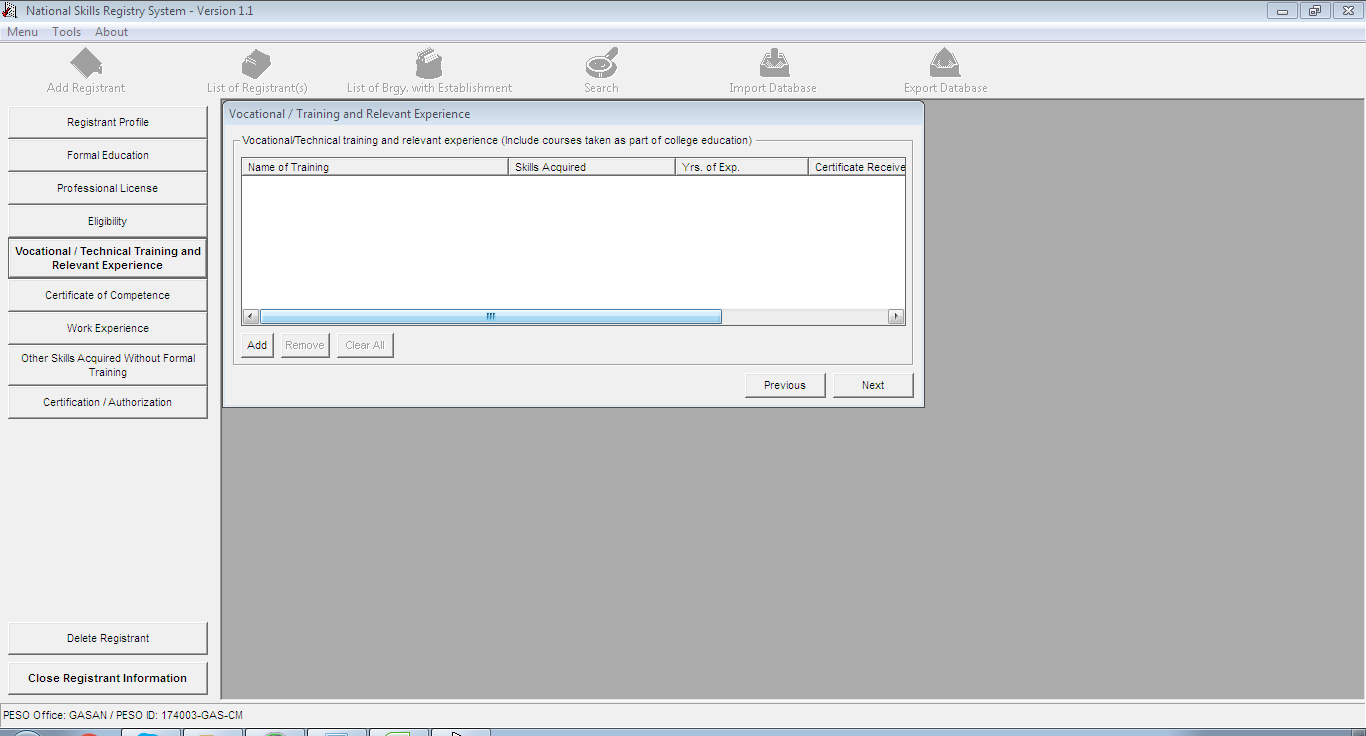 National Skills Registry System - Version 1.1
Menu Tools About
Add Registrant List of Registrant(s) List of Brgy. with Establishment Search Import Database Export Database
Registrant Profile
Formal Education
Professional License
Eligibility
Vocational / Technical Training and
Relevant Experience
Certificate of Competence
Work Experience
Other Skills Acquired Without Formal
Training
Certification / Authorization
Delete Registrant
Close Registrant Information
Vocational / Training and Relevant Experience
Vocational/Technical training and relevant experience (Include courses taken as part of college education)
Name of Training Skills Acquired Yrs. of Exp. Certificate Receive
Add Remove Clear All
Previous Next
PESO Office: GASAN / PESO ID: 174003-GAS-CM